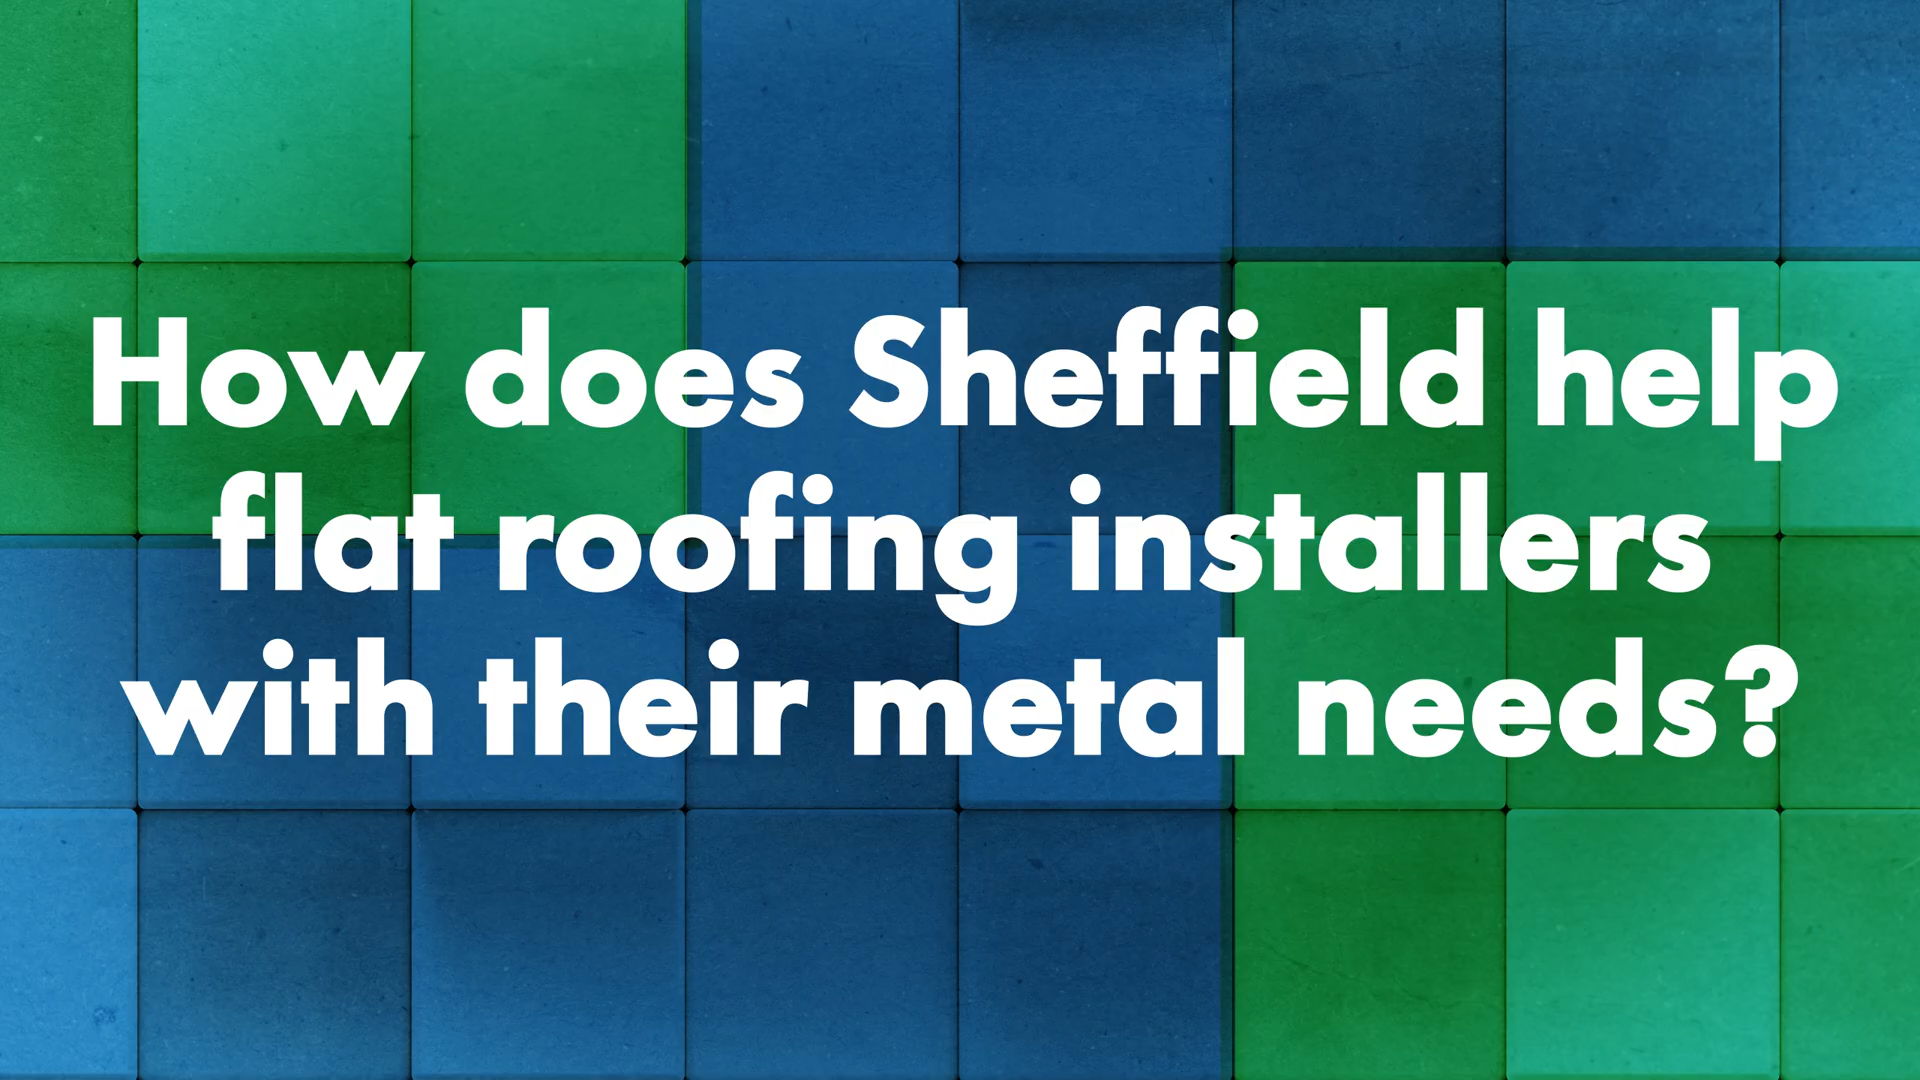 How does Sheffield help
flat roofing installers
with their metal needs?